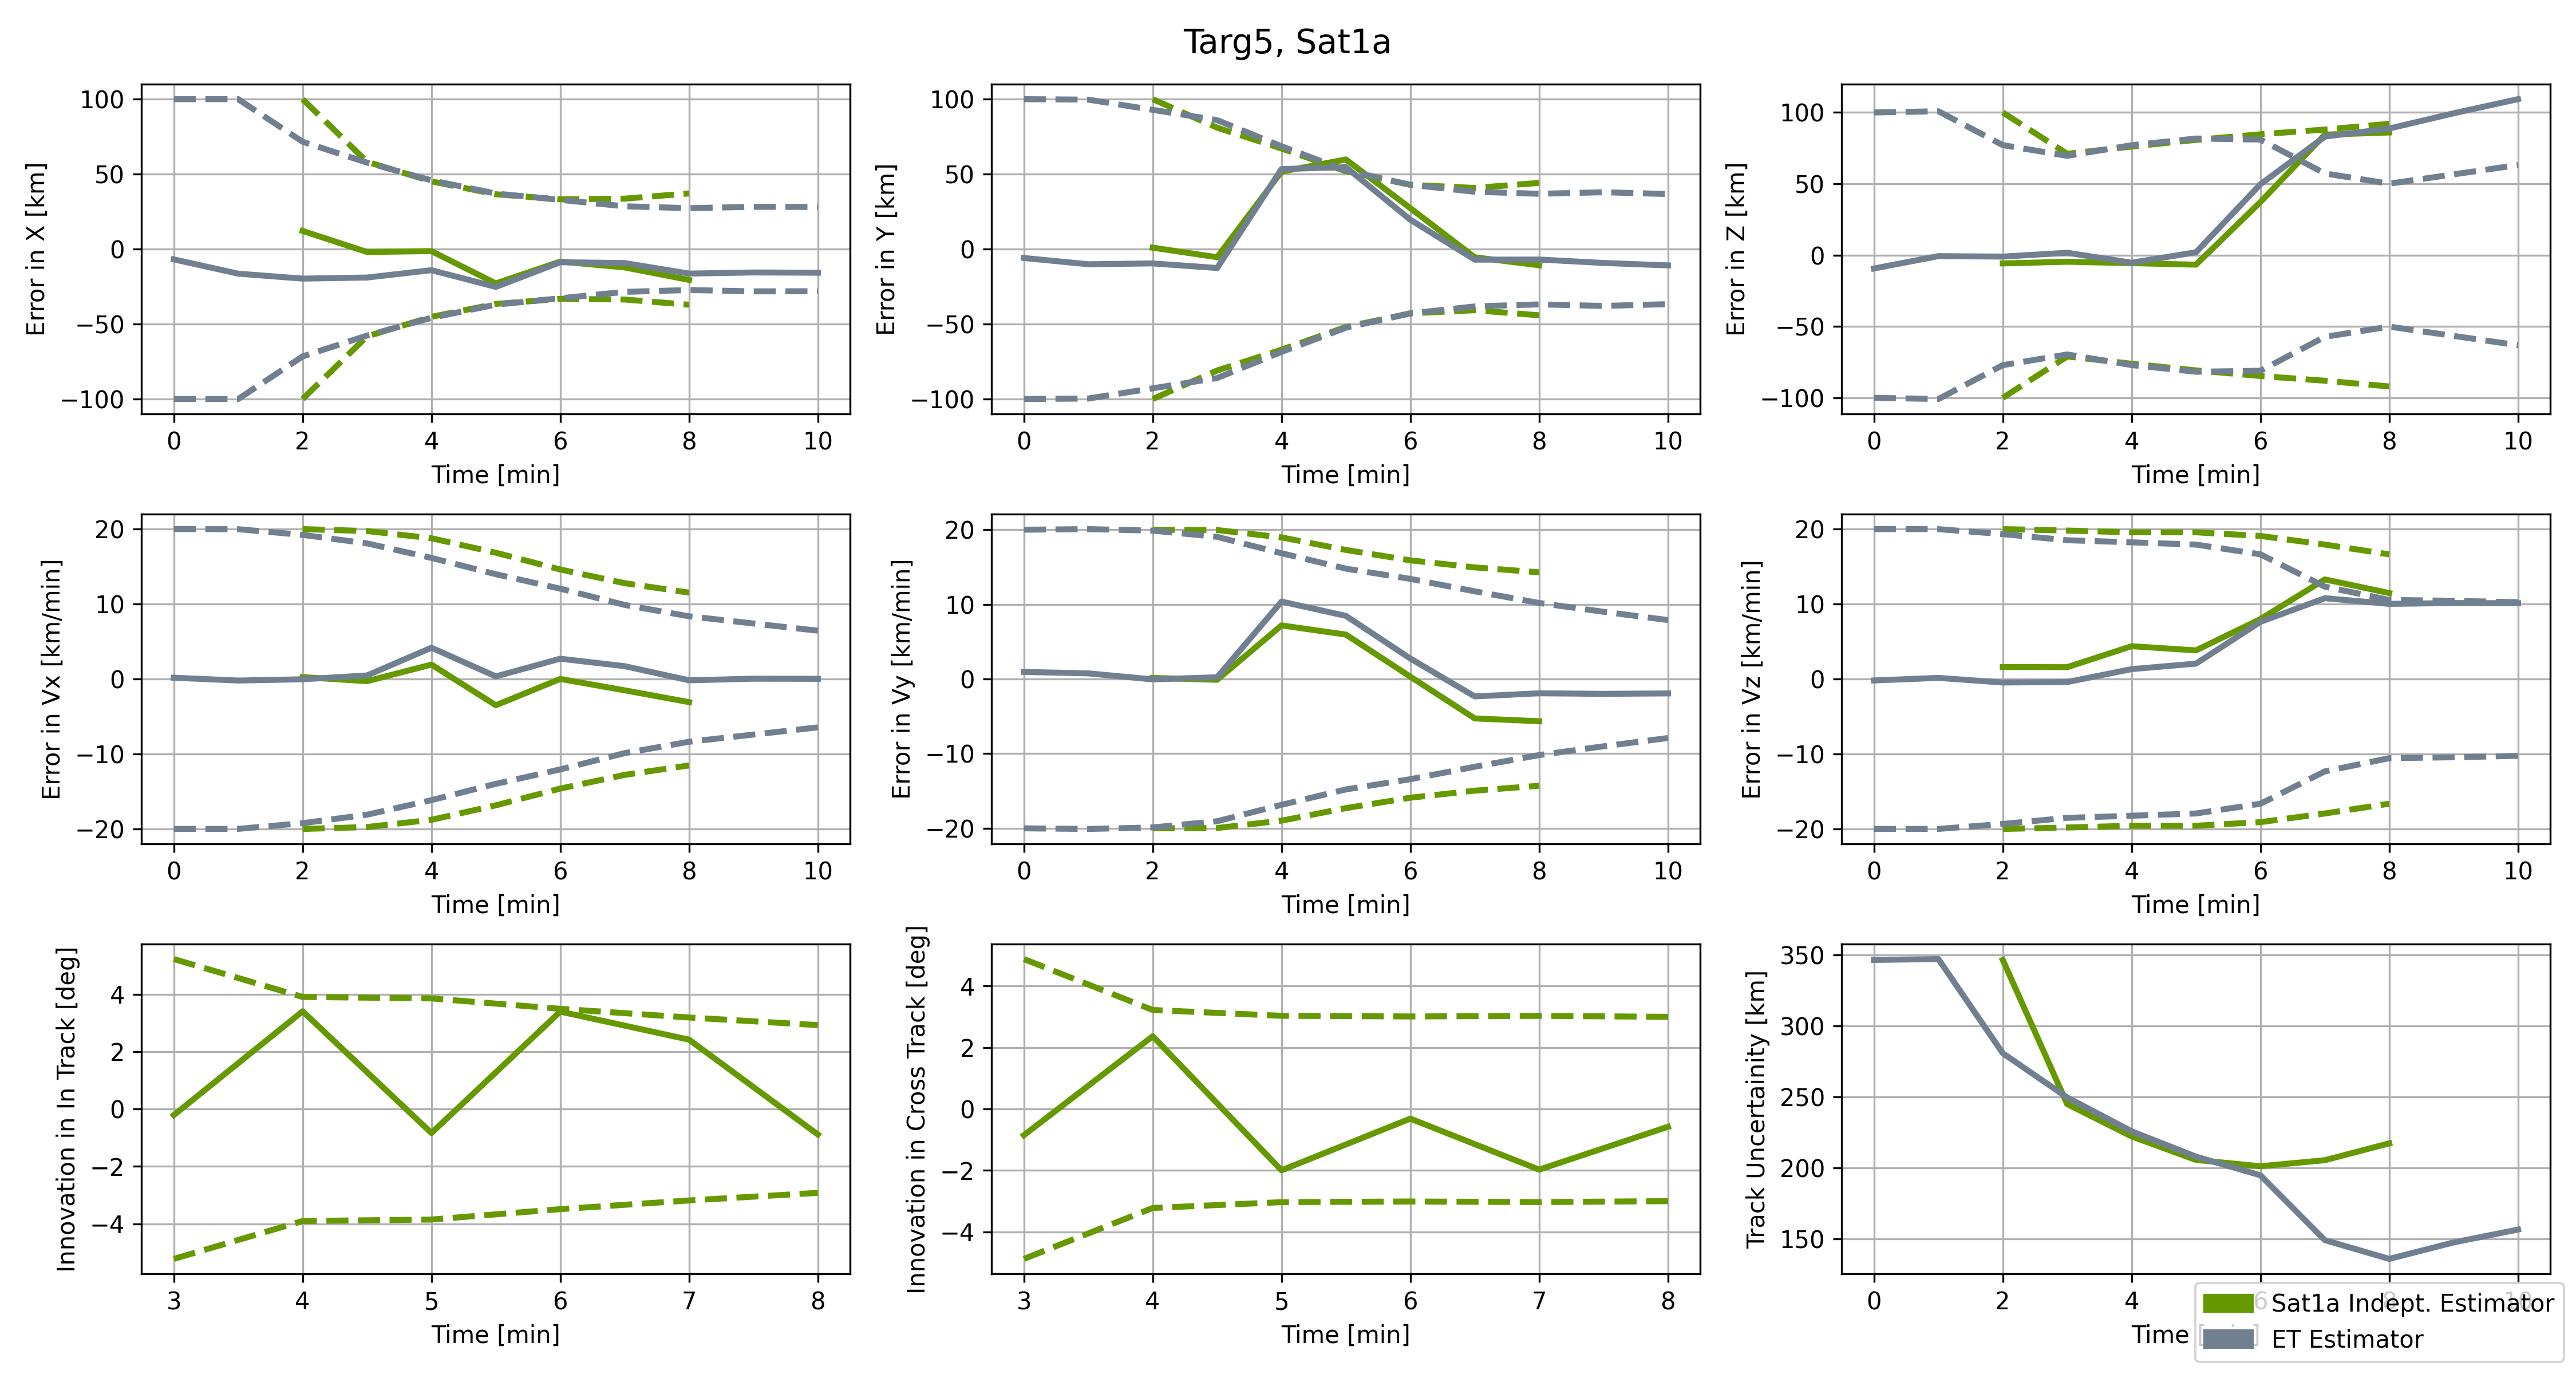 Targ5, Sat1a
Error in X [km]
100
50
0
−50
−100
0 2 4 6 8 10
Time [min]
Error in Y [km]
100
50
0
−50
−100
0 2 4 6 8 10
Time [min]
Error in Z [km]
100
50
0
−50
−100
0 2 4 6 8 10
Time [min]
Error in Vx [km/min]
20
10
0
−10
−20
0 2 4 6 8 10
Time [min]
Error in Vy [km/min]
20
10
0
−10
−20
0 2 4 6 8 10
Time [min]
Error in Vz [km/min]
20
10
0
−10
−20
0 2 4 6 8 10
Time [min]
Innovation in In Track [deg]
4
2
0
−2
−4
3 4 5 6 7 8
Time [min]
Innovation in Cross Track [deg]
4
2
0
−2
−4
3 4 5 6 7 8
Time [min]
Track Uncertainity [km]
350
300
250
200
150
0 2 4 6 8 10
Time [min]
Sat1a Indept. Estimator
ET Estimator